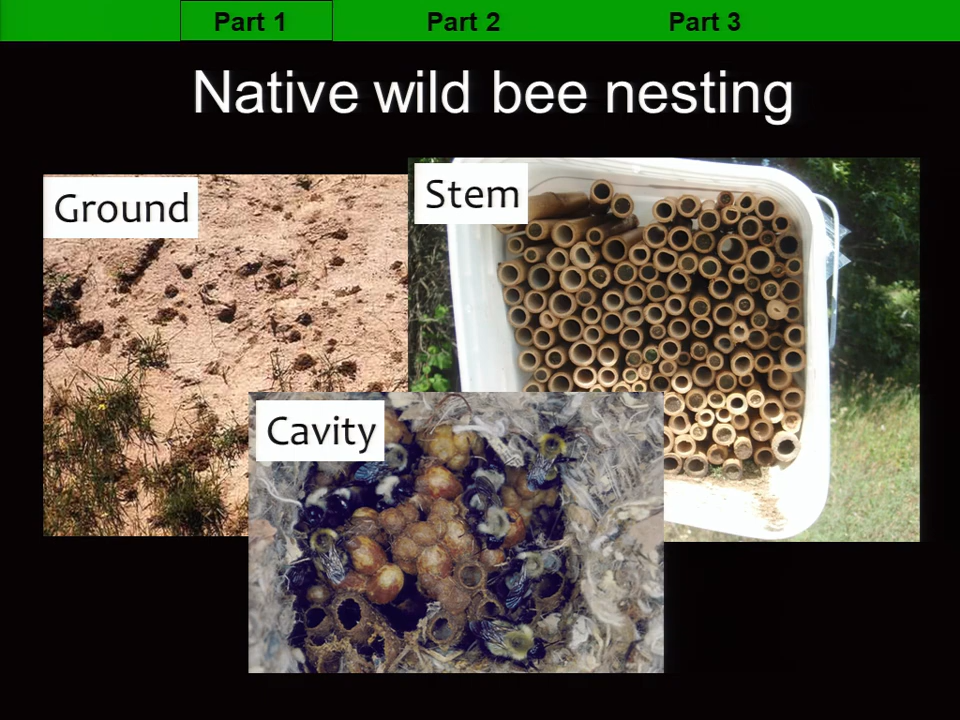 Part 1
Part 2
Part 3
Native wild bee nesting
Ground
Stem
Cavity